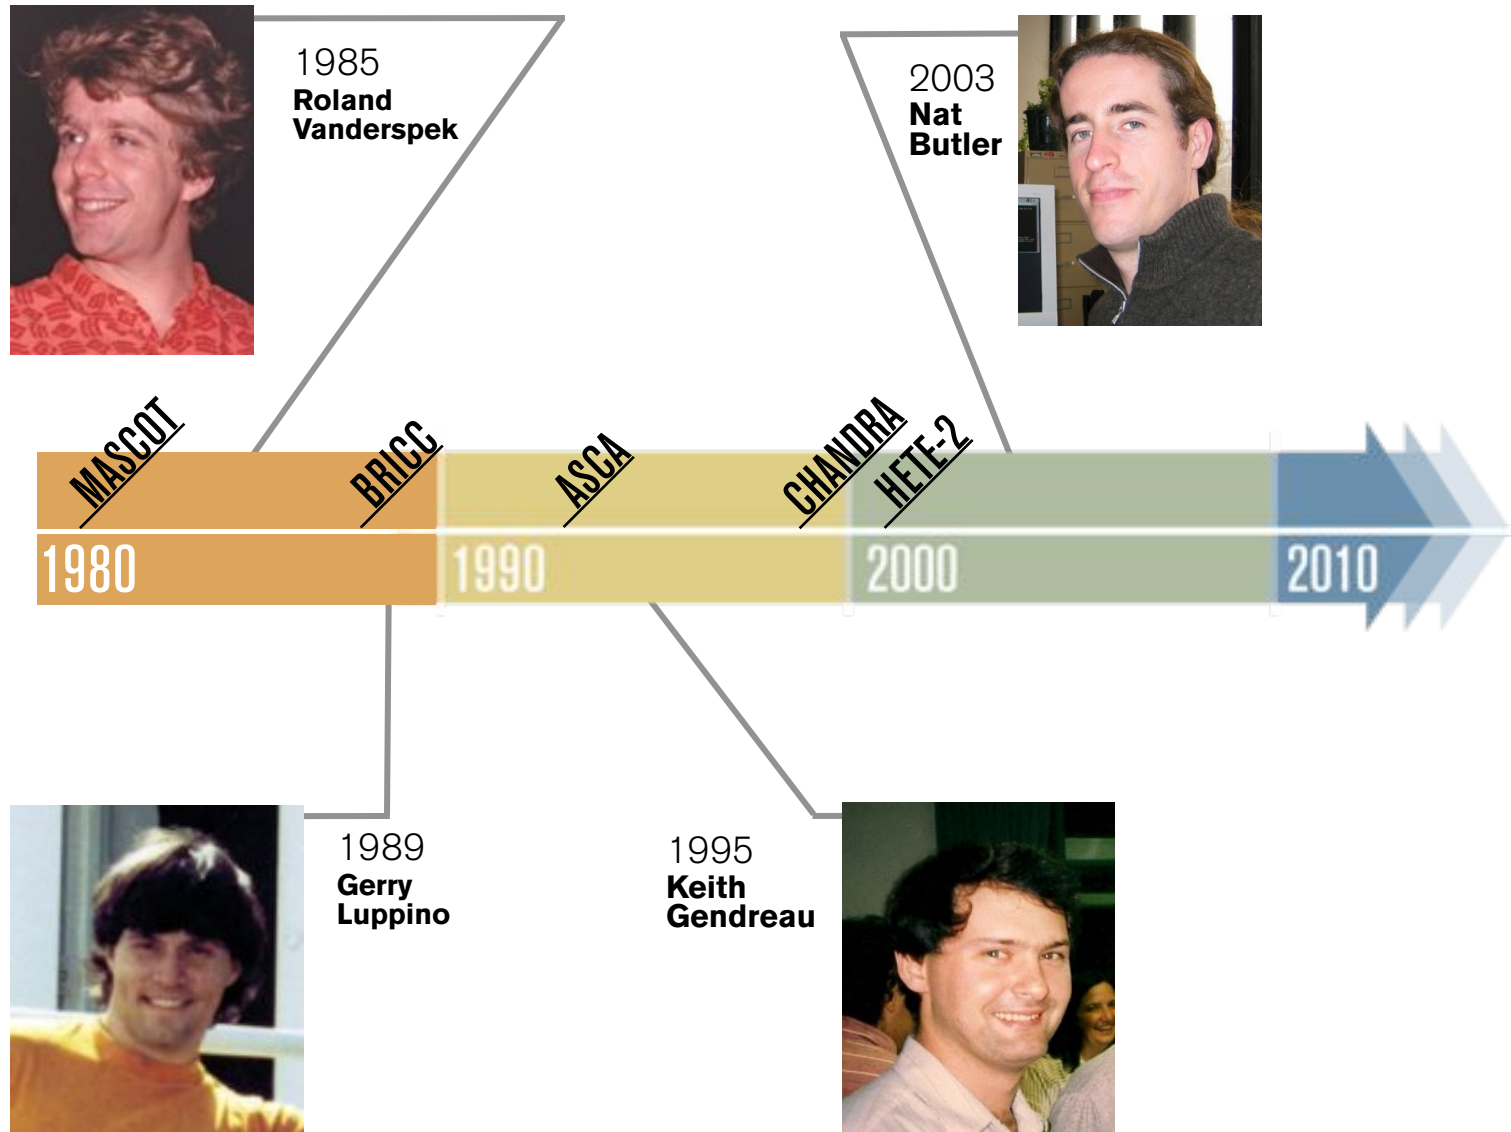 1985
Roland
Vanderspek
2003
Nat
Butler
MASCOT
BRICC
ASCA
CHANDRA
HETE-2
1980
1990
2000
2010
1989
Gerry
Luppino
1995
Keith
Gendreau